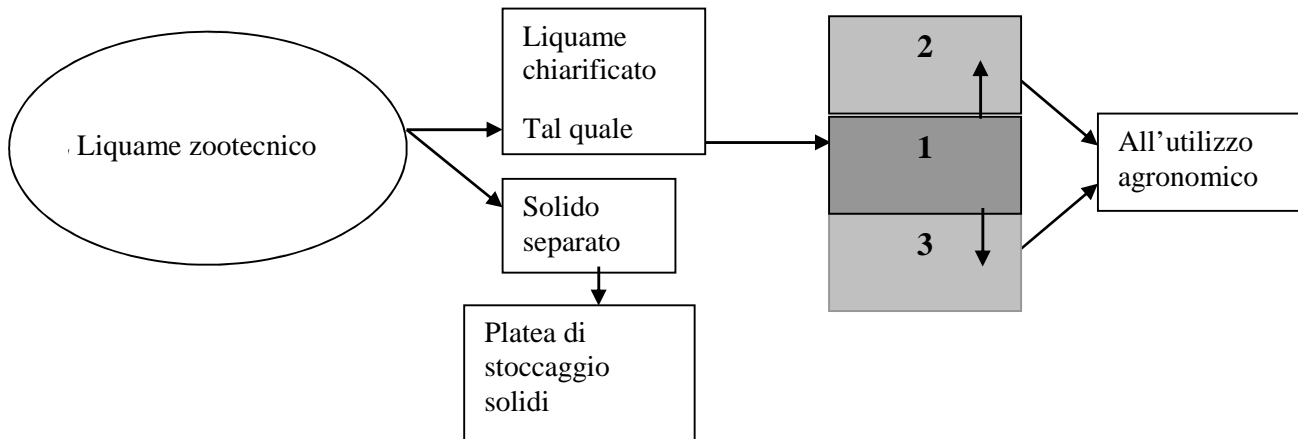 Liquame zootecnico
Liquame
chiarificato
Tal quale
Solido
separato
Platea di
stoccaggio
solidi
2
1
3
All’utilizzo
agronomico